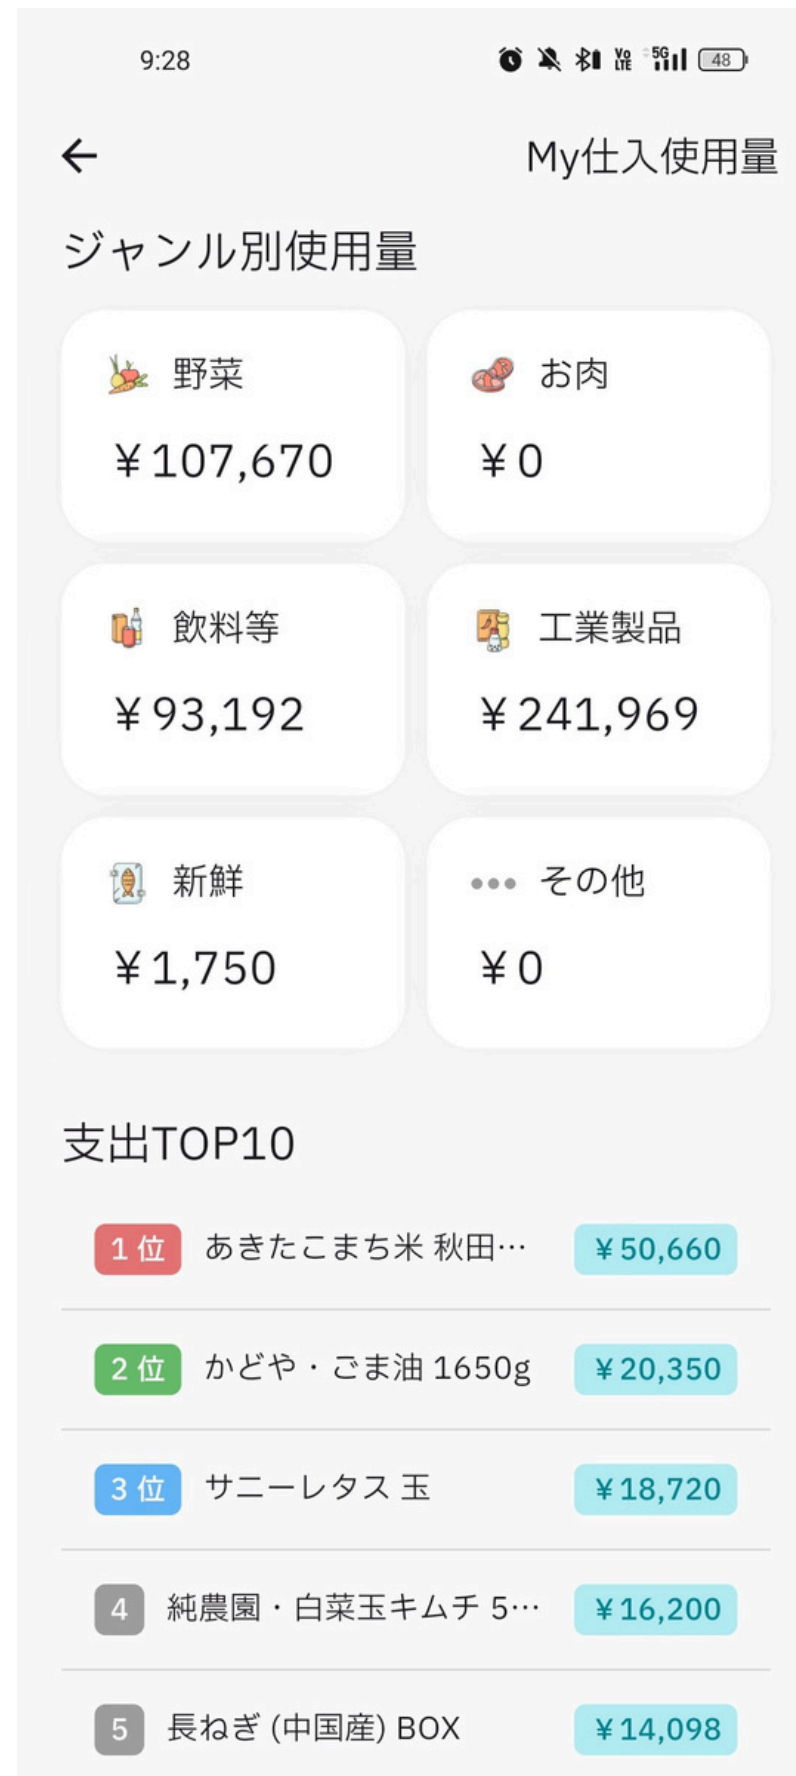 9:28
Vo LTE 5G 48
My仕入使用量
ジャンル別使用量
野菜
¥107,670
お肉
¥0
飲料等
¥93,192
工業製品
¥241,969
新鮮
¥1,750
その他
¥0
支出TOP10
1位 あきたこまち米 秋田… ¥50,660
2位 かどや・ごま油 1650g ¥20,350
3位 サニーレタス 玉 ¥18,720
4 純農園・白菜玉キムチ 5… ¥16,200
5 長ねぎ (中国産) BOX ¥14,098